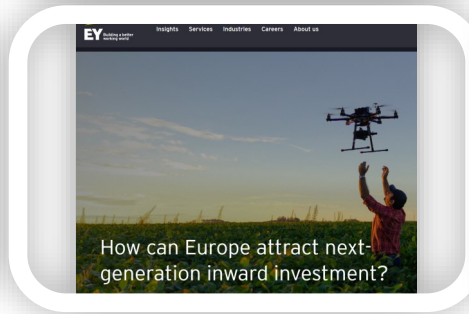 EY Building a better
working world
Insights Services Industries Careers About us
How can Europe attract next-
generation inward investment?